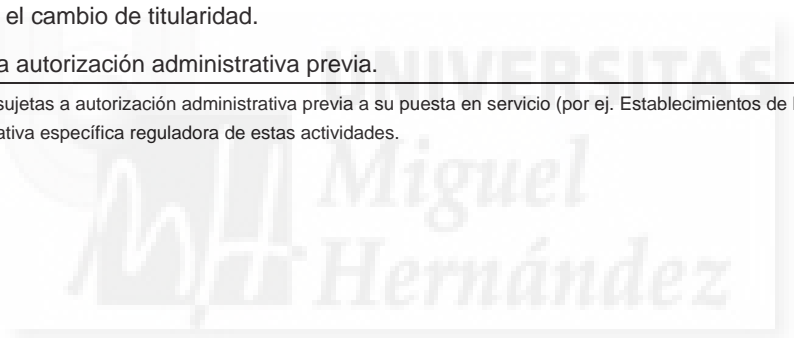 el cambio de titularidad.
a autorización administrativa previa.
UNIVERSITAS
sujetas a autorización administrativa previa a su puesta en servicio (por ej. Establecimientos de
ativa específica reguladora de estas actividades.
Miguel
Hernández